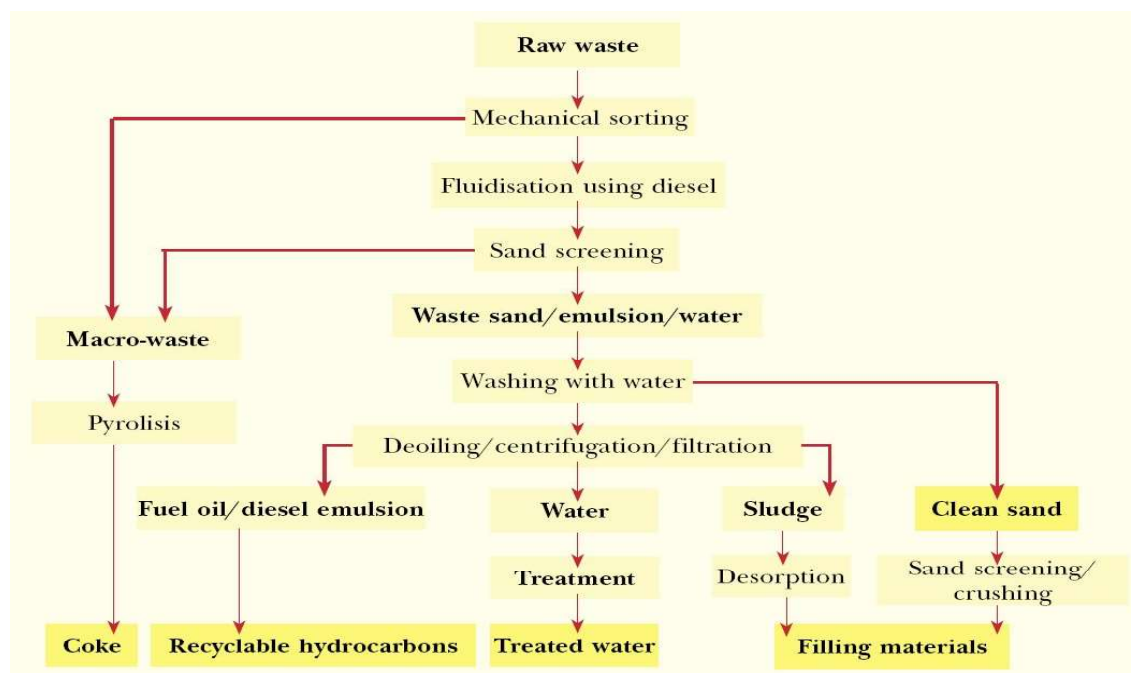 Raw waste
Mechanical sorting
Fluidisation using diesel
Sand screening
Waste sand/emulsion/water
Macro-waste
Washing with water
Pyrolisis
Deoiling/centrifugation/filtration
Fuel oil/diesel emulsion
Water
Sludge
Clean sand
Treatment
Desorption
Sand screening/
crushing
Coke
Recyclable hydrocarbons
Treated water
Filling materials